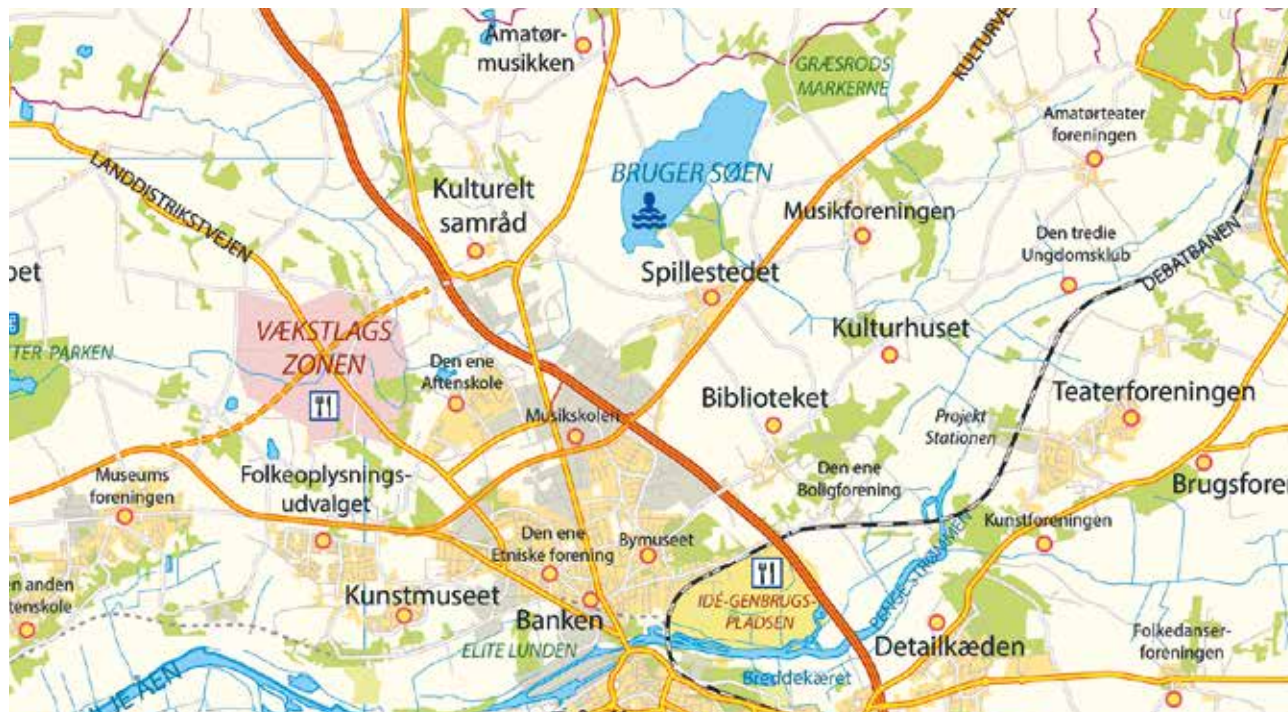 Amatør-
musikken
GRÆSRODS
MARKERNE
KULTURVE
Amatørteater
foreningen
LANDDISTRIKSTVEJEN
Kulturelt
samråd
BRUGER SØEN
Musikforeningen
Den tredie
Ungdomsklub
DEBATBANEN
Spillestedet
VÆKSTLAGS
ZONEN
Kulturhuset
TER PARKEN
Den ene
Aftenskole
Musikskolen
Biblioteket
Teaterforeningen
Projekt
Stationen
Museums
foreningen
Folkeoplysnings-
udvalget
Den ene
Boligforening
Brugsfore
Kunstforeningen
Den ene
Etniske forening
Bymuseet
n anden
tenskole
Kunstmuseet
Banken
IDÉ-GENBRUGS-
PLADSEN
ELITE LUNDEN
Detailkæden
Folkedanser-
foreningen
Breddekæret